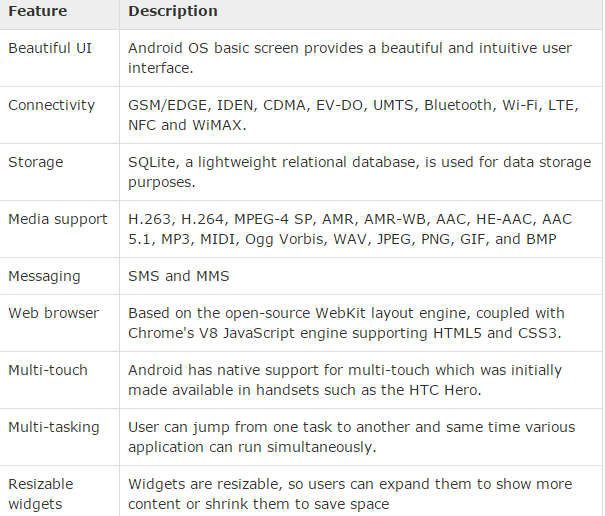 Feature Description
Beautiful UI Android OS basic screen provides a beautiful and intuitive user
interface.
Connectivity GSM/EDGE, IDEN, CDMA, EV-DO, UMTS, Bluetooth, Wi-Fi, LTE,
NFC and WiMAX.
Storage SQLite, a lightweight relational database, is used for data storage
purposes.
Media support H.263, H.264, MPEG-4 SP, AMR, AMR-WB, AAC, HE-AAC, AAC
5.1, MP3, MIDI, Ogg Vorbis, WAV, JPEG, PNG, GIF, and BMP
Messaging SMS and MMS
Web browser Based on the open-source WebKit layout engine, coupled with
Chrome's V8 JavaScript engine supporting HTML5 and CSS3.
Multi-touch Android has native support for multi-touch which was initially
made available in handsets such as the HTC Hero.
Multi-tasking User can jump from one task to another and same time various
application can run simultaneously.
Resizable Widgets are resizable, so users can expand them to show more
widgets content or shrink them to save space